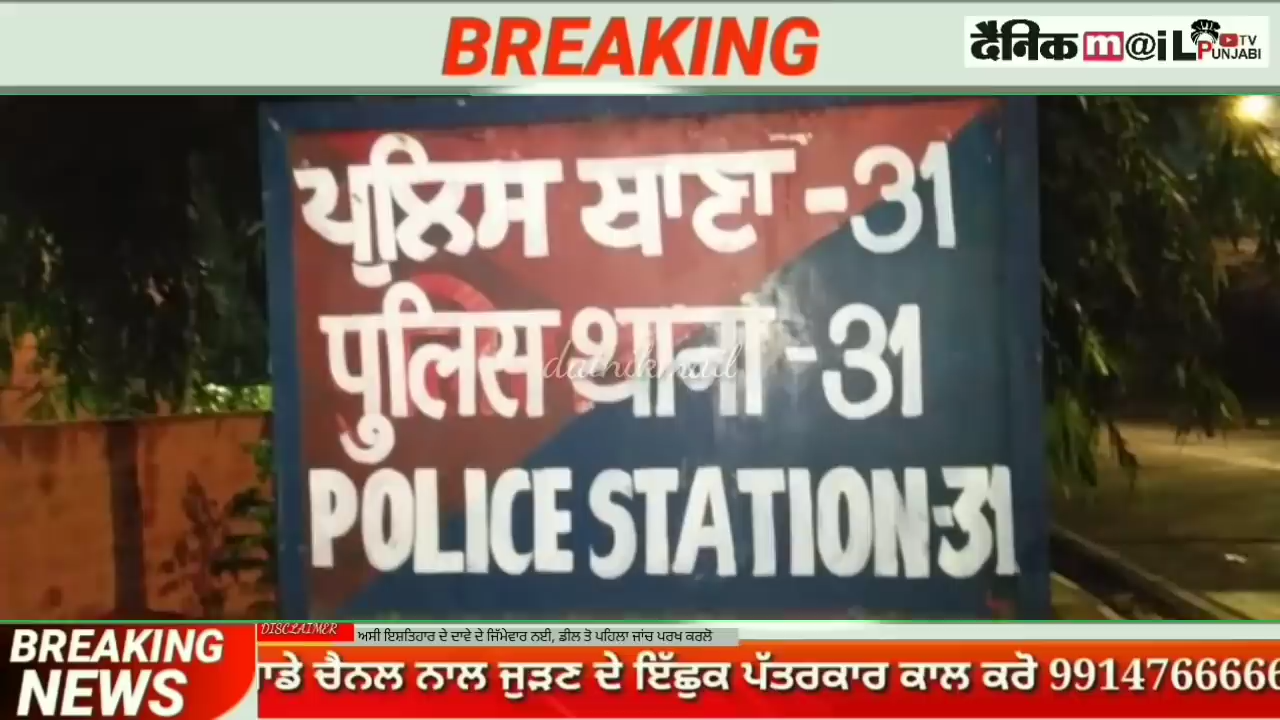 BREAKING
दैनिक m@iL TV PUNJABI
ਪੁਲਿਸ ਥਾਣਾ -31
पुलिस थाना -31
dainikmail
POLICE STATION-31
BREAKING NEWS
DISCLAIMER
ਅਸੀ ਇਸ਼ਤਿਹਾਰ ਦੇ ਦਾਵੇ ਦੇ ਜਿੰਮੇਵਾਰ ਨਈ, ਡੀਲ ਤੋ ਪਹਿਲਾ ਜਾਂਚ ਪਰਖ ਕਰਲੋ
ਾਡੇ ਚੈਨਲ ਨਾਲ ਜੁੜਣ ਦੇ ਇੱਛੁਕ ਪੱਤਰਕਾਰ ਕਾਲ ਕਰੋ 9914766666